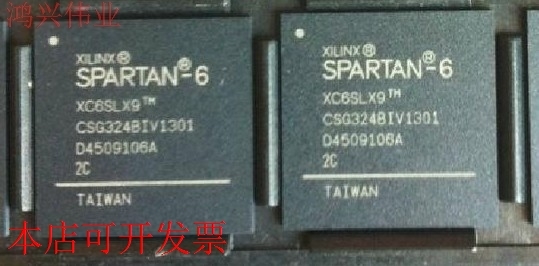 鸿兴伟业
XILINX®
SPARTAN®-6
XC6SLX9™
CSG324BIV1301
D4509106A
2C
TAIWAN
XILINX®
SPARTAN®-6
XC6SLX9™
CSG324BIV1301
D4509106A
2C
TAIWAN
本店可开发票